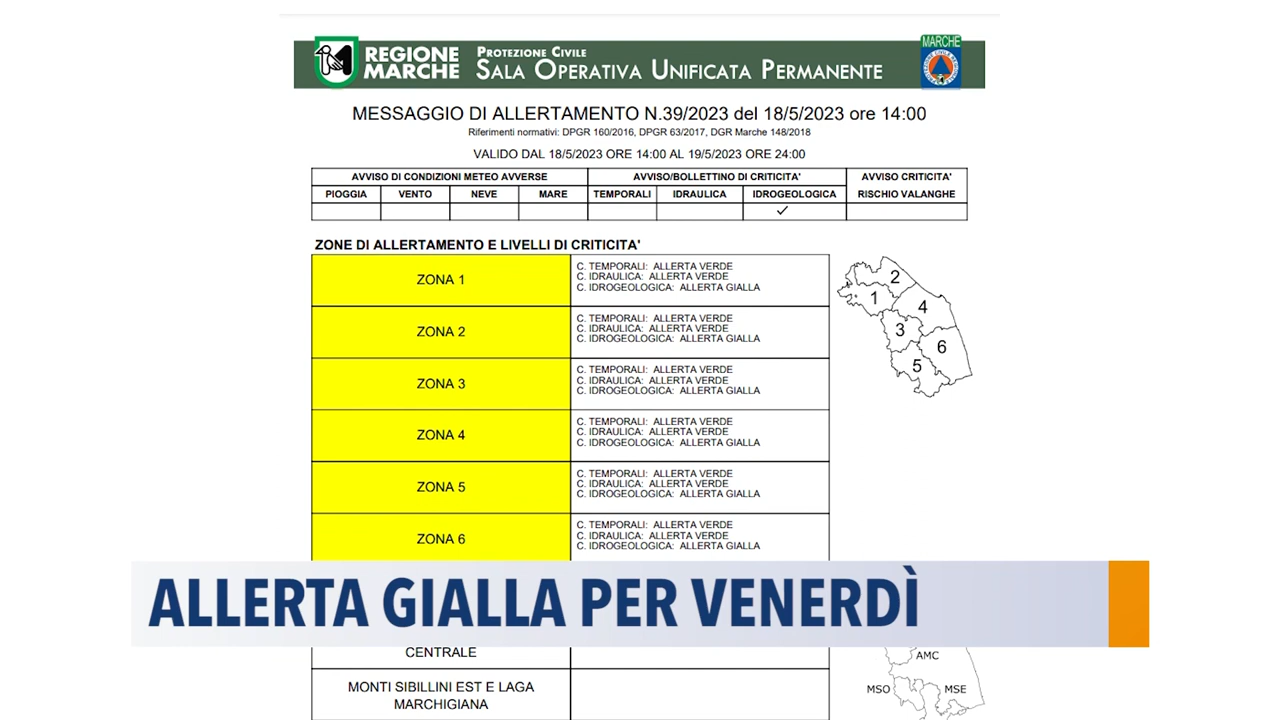 REGIONE
MARCHE
PROTEZIONE CIVILE
SALA OPERATIVA UNIFICATA PERMANENTE
MARCHE
MESSAGGIO DI ALLERTAMENTO N.39/2023 del 18/5/2023 ore 14:00
Riferimenti normativi: DPGR 160/2016, DPGR 63/2017, DGR Marche 148/2018
VALIDO DAL 18/5/2023 ORE 14:00 AL 19/5/2023 ORE 24:00
AVVISO DI CONDIZIONI METEO AVVERSE AVVISO/BOLLETTINO DI CRITICITA' AVVISO CRITICITA'
PIOGGIA VENTO NEVE MARE TEMPORALI IDRAULICA IDROGEOLOGICA RISCHIO VALANGHE
✓
ZONE DI ALLERTAMENTO E LIVELLI DI CRITICITA'
ZONA 1
C. TEMPORALI: ALLERTA VERDE
C. IDRAULICA: ALLERTA VERDE
C. IDROGEOLOGICA: ALLERTA GIALLA
ZONA 2
C. TEMPORALI: ALLERTA VERDE
C. IDRAULICA: ALLERTA VERDE
C. IDROGEOLOGICA: ALLERTA GIALLA
ZONA 3
C. TEMPORALI: ALLERTA VERDE
C. IDRAULICA: ALLERTA VERDE
C. IDROGEOLOGICA: ALLERTA GIALLA
ZONA 4
C. TEMPORALI: ALLERTA VERDE
C. IDRAULICA: ALLERTA VERDE
C. IDROGEOLOGICA: ALLERTA GIALLA
ZONA 5
C. TEMPORALI: ALLERTA VERDE
C. IDRAULICA: ALLERTA VERDE
C. IDROGEOLOGICA: ALLERTA GIALLA
ZONA 6
C. TEMPORALI: ALLERTA VERDE
C. IDRAULICA: ALLERTA VERDE
C. IDROGEOLOGICA: ALLERTA GIALLA
2
1
4
3
6
5
ALLERTA GIALLA PER VENERDÌ
CENTRALE
AMC
MONTI SIBILLINI EST E LAGA
MARCHIGIANA
MSO
MSE